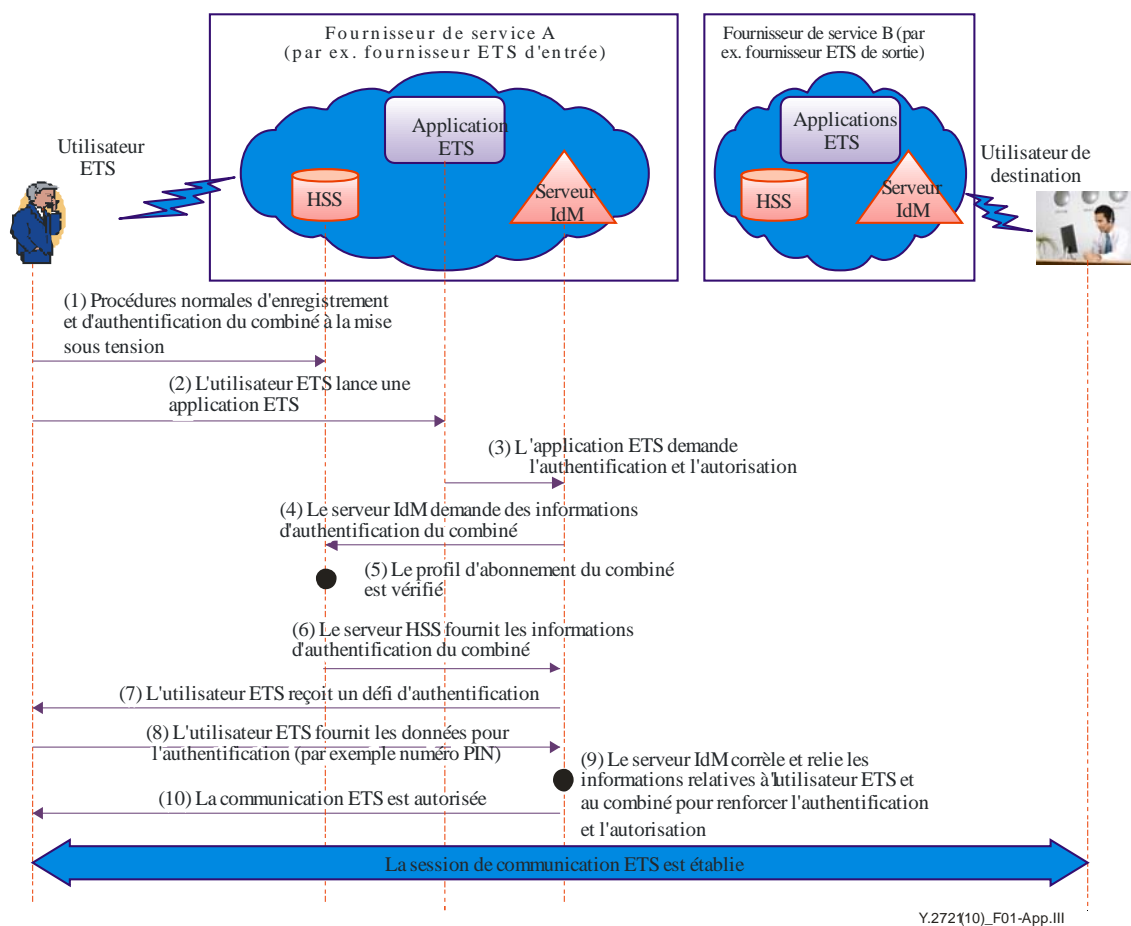 Fournisseur de service A
(par ex. fournisseur ETS d'entrée)
Fournisseur de service B (par
ex. fournisseur ETS de sortie)
Utilisateur
ETS
Application
ETS
HSS
Serveur
IdM
Applications
ETS
HSS
Serveur
IdM
Utilisateur de
destination
(1) Procédures normales d'enregistrement
et d'authentification du combiné à la mise
sous tension
(2) L'utilisateur ETS lance une
application ETS
(3) L'application ETS demande
l'authentification et l'autorisation
(4) Le serveur IdM demande des informations
d'authentification du combiné
(5) Le profil d'abonnement du combiné
est vérifié
(6) Le serveur HSS fournit les informations
d'authentification du combiné
(7) L'utilisateur ETS reçoit un défi d'authentification
(8) L'utilisateur ETS fournit les données pour
l'authentification (par exemple numéro PIN)
(9) Le serveur IdM corrèle et relie les
informations relatives à l'utilisateur ETS et
au combiné pour renforcer l'authentification
et l'autorisation
(10) La communication ETS est autorisée
La session de communication ETS est établie
Y.2721(10)_F01-App.III